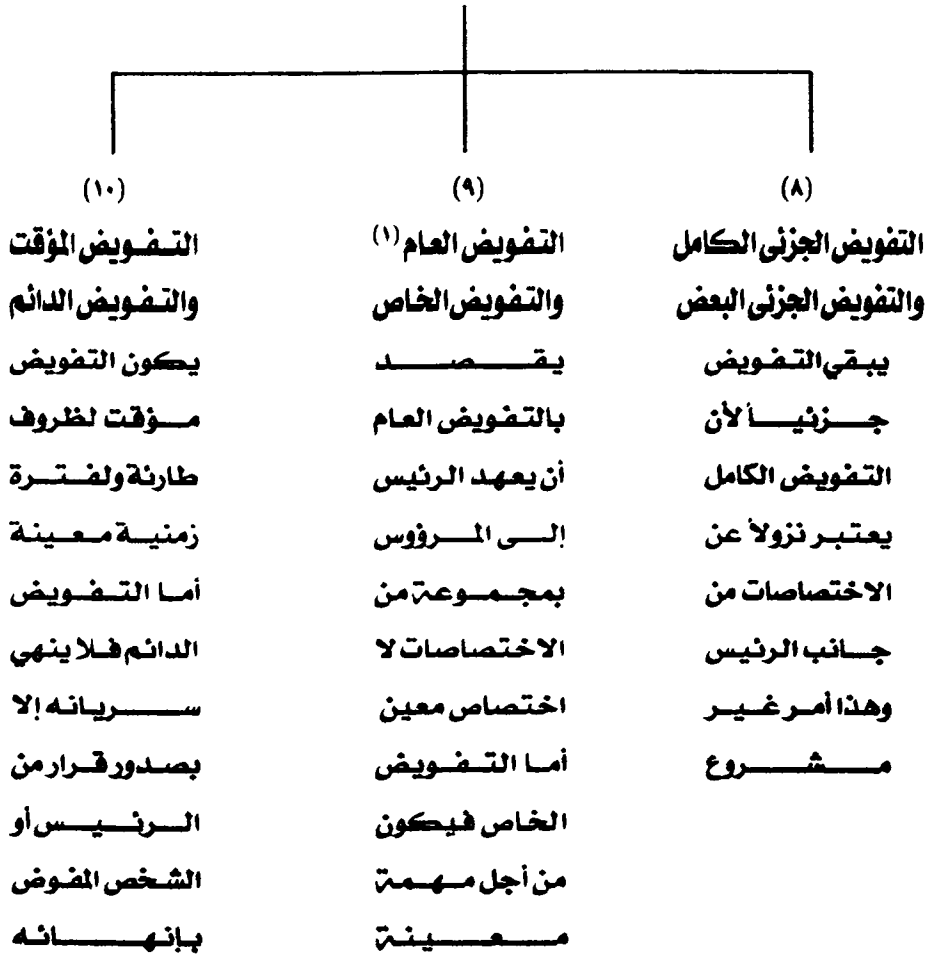 (٨)
التفويض الجزئى الكامل
والتفويض الجزئى البعض
يبقي التفويض
جزئياً لأن
التفويض الكامل
يعتبر نزولاً عن
الاختصاصات من
جانب الرئيس
وهذا أمر غير
مشروع
(٩)
التفويض العام (١)
والتفويض الخاص
يقصد
بالتفويض العام
أن يعهد الرئيس
إلى المرؤوس
بمجموعة من
الاختصاصات لا
اختصاص معين
أما التفويض
الخاص فيكون
من أجل مهمة
معينة
(١٠)
التفويض المؤقت
والتفويض الدائم
يكون التفويض
مؤقت لظروف
طارئة ولفترة
زمنية معينة
أما التفويض
الدائم فلا ينهي
سريانه إلا
بصدور قرار من
الرئيس أو
الشخص المفوض
بإنهائه